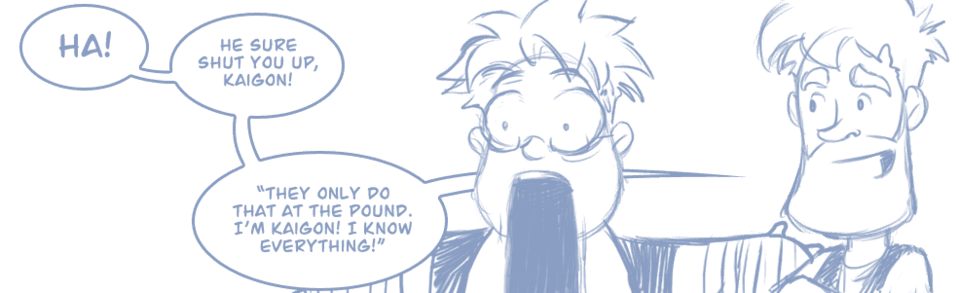 HA!
HE SURE
SHUT YOU UP,
KAIGON!
"THEY ONLY DO
THAT AT THE POUND.
I'M KAIGON! I KNOW
EVERYTHING!"